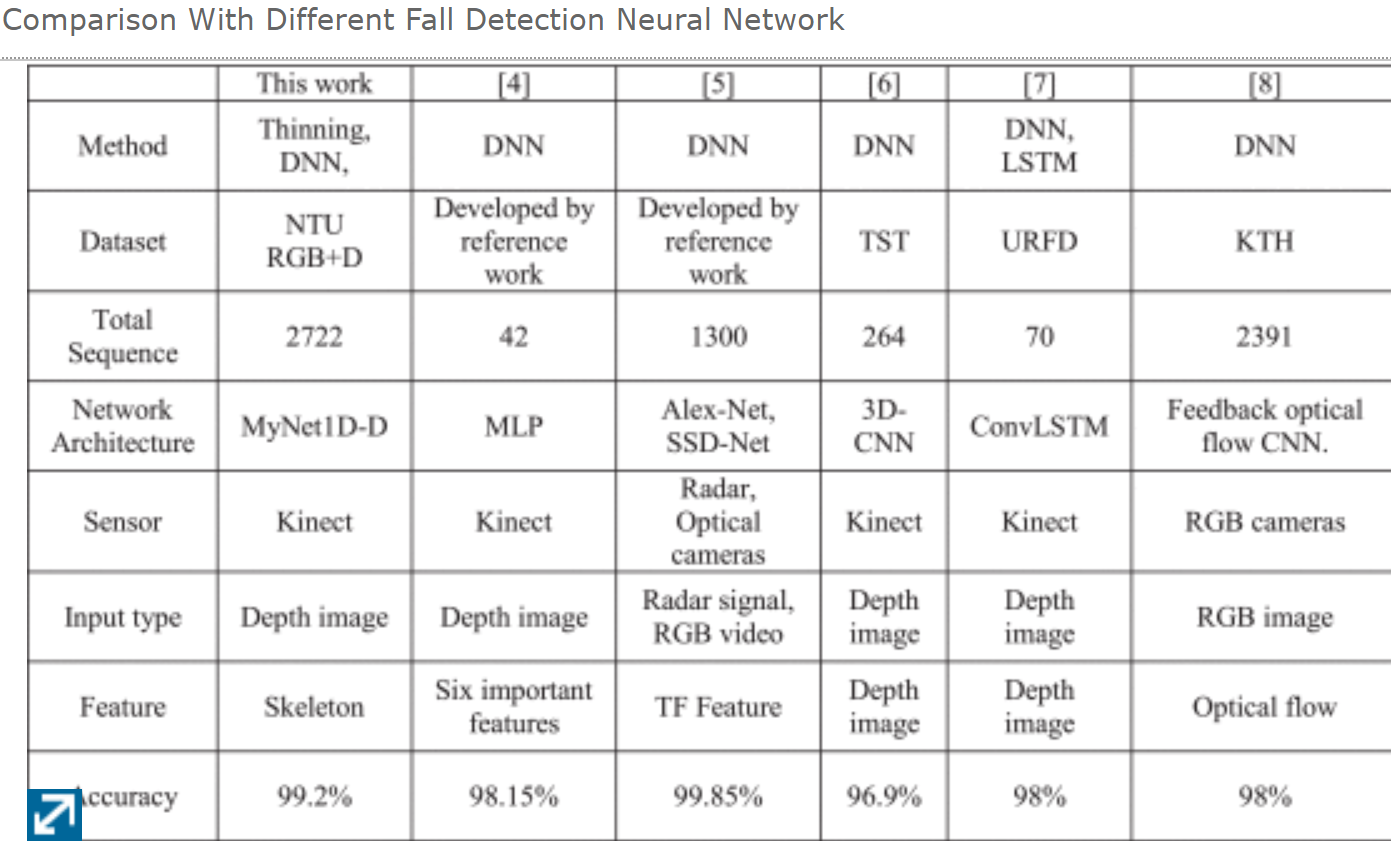 Comparison With Different Fall Detection Neural Network
This work [4] [5] [6] [7] [8]
Method Thinning, DNN, DNN DNN DNN DNN, LSTM DNN
Dataset NTU RGB+D Developed by reference work Developed by reference work TST URFD KTH
Total Sequence 2722 42 1300 264 70 2391
Network Architecture MyNet1D-D MLP Alex-Net, SSD-Net 3D-CNN ConvLSTM Feedback optical flow CNN.
Sensor Kinect Kinect Radar, Optical cameras Kinect Kinect RGB cameras
Input type Depth image Depth image Radar signal, RGB video Depth image Depth image RGB image
Feature Skeleton Six important features TF Feature Depth image Depth image Optical flow
Accuracy 99.2% 98.15% 99.85% 96.9% 98% 98%